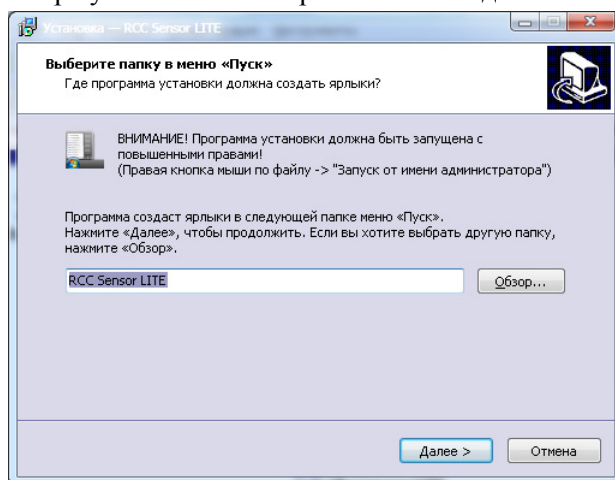 Установка — RCC Sensor LITE
Выберите папку в меню «Пуск»
Где программа установки должна создать ярлыки?
ВНИМАНИЕ! Программа установки должна быть запущена с
повышенными правами!
(Правая кнопка мыши по файлу -> "Запуск от имени администратора")
Программа создаст ярлыки в следующей папке меню «Пуск».
Нажмите «Далее», чтобы продолжить. Если вы хотите выбрать другую папку,
нажмите «Обзор».
RCC Sensor LITE
Обзор...
Далее >
Отмена